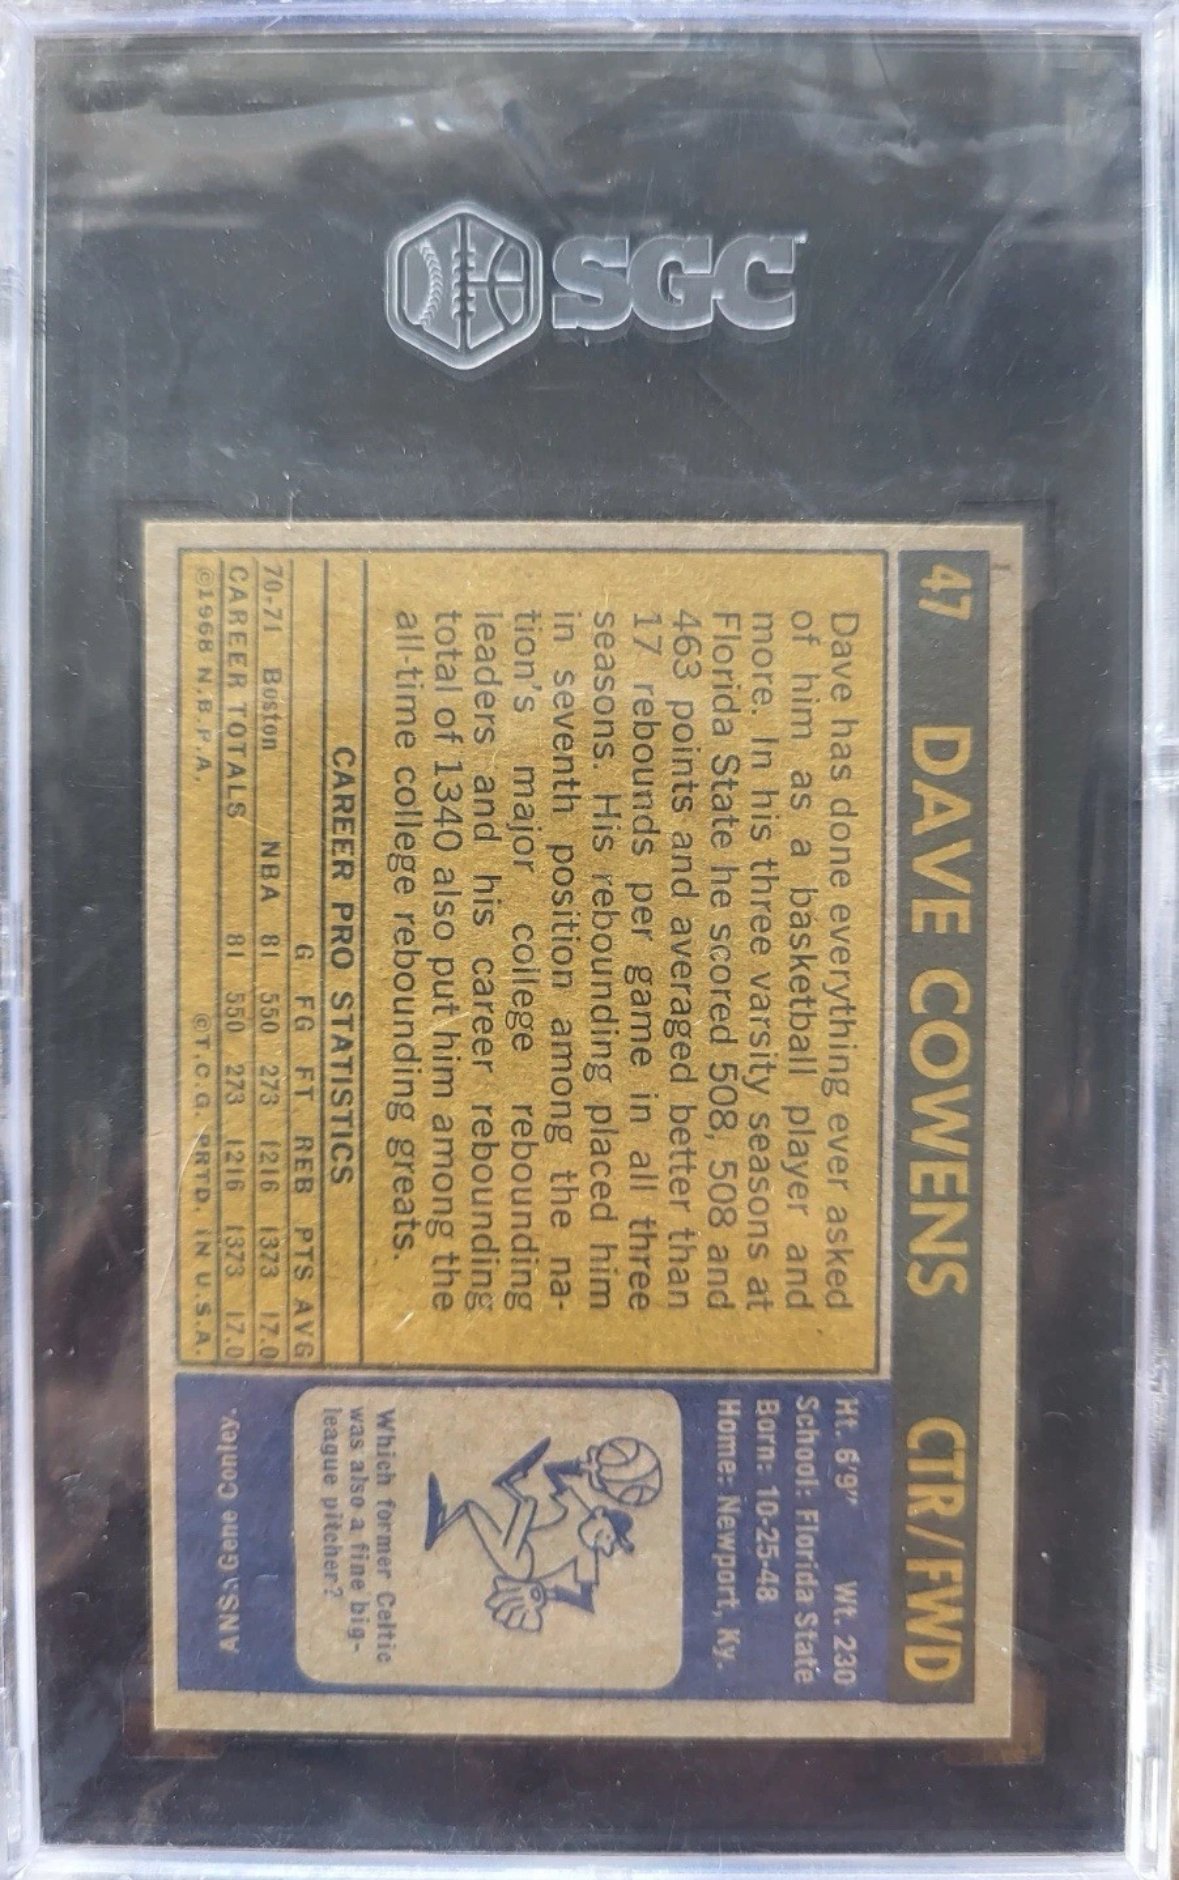 SGC
47 DAVE COWENS CTR/FWD
Dave has done everything ever asked
of him as a basketball player and
more. In his three varsity seasons at
Florida State he scored 508, 508 and
463 points and averaged better than
17 rebounds per game in all three
seasons. His rebounding placed him
in seventh position among the na-
tion's major college rebounding
leaders and his career rebounding
total of 1340 also put him among the
all-time college rebounding greats.
CAREER PRO STATISTICS
G FG FT REB PTS AVG
70-71 Boston NBA 81 550 273 1216 1373 17.0
CAREER TOTALS 81 550 273 1216 1373 17.0
©1968 N.B.P.A. ©T.C.G. PRTD. IN U.S.A.
Ht. 6'9" Wt. 230
School: Florida State
Born: 10-25-48
Home: Newport, Ky.
Which former Celtic
was also a fine big-
league pitcher?
ANS: Gene Conley.